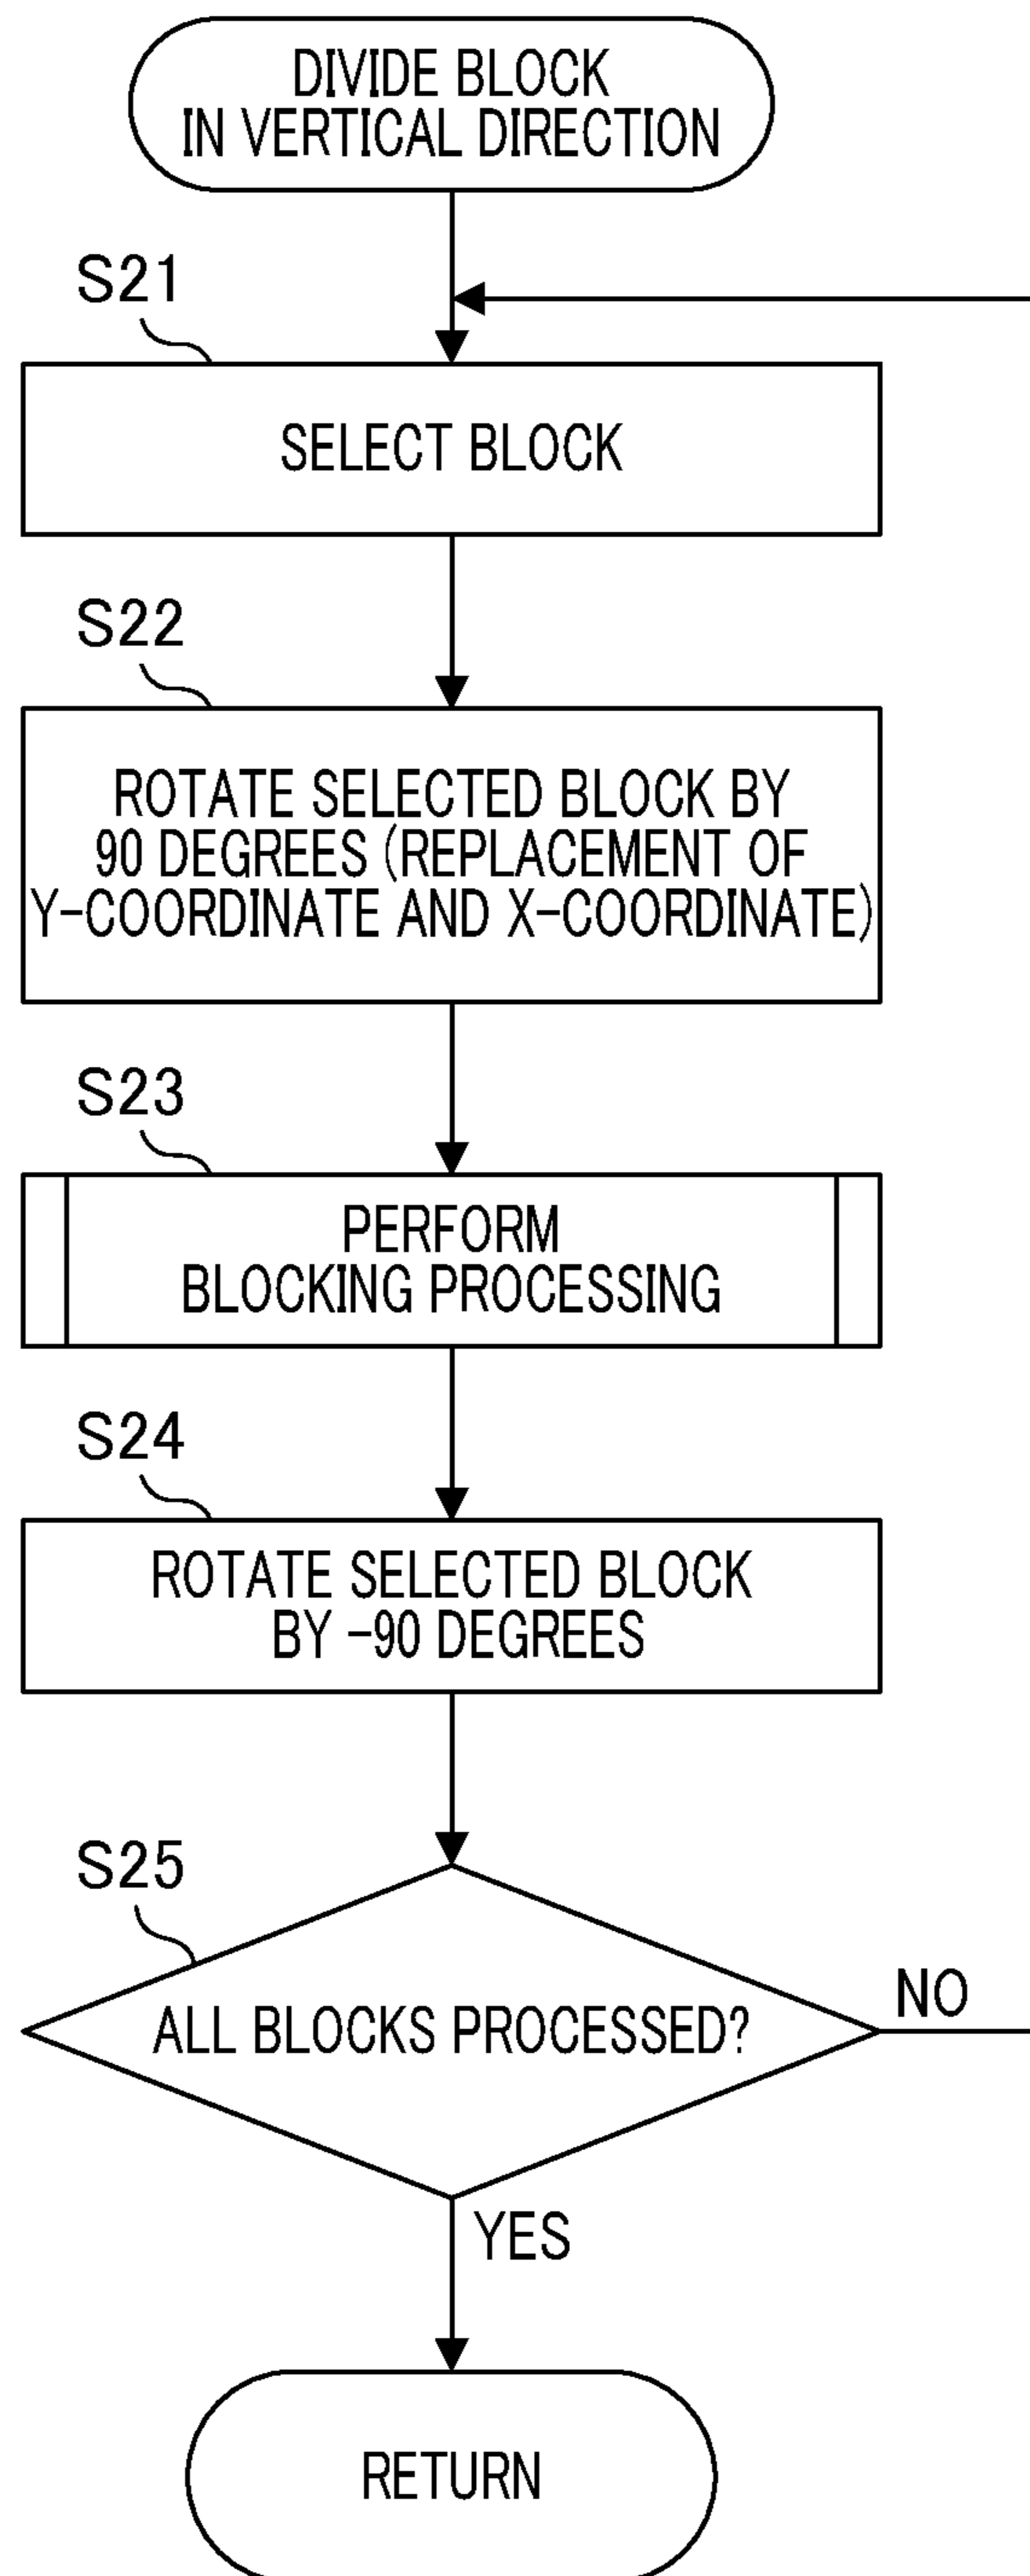 DIVIDE BLOCK
IN VERTICAL DIRECTION
S21
SELECT BLOCK
S22
ROTATE SELECTED BLOCK BY
90 DEGREES (REPLACEMENT OF
Y-COORDINATE AND X-COORDINATE)
S23
PERFORM
BLOCKING PROCESSING
S24
ROTATE SELECTED BLOCK
BY -90 DEGREES
S25
ALL BLOCKS PROCESSED?
NO
YES
RETURN